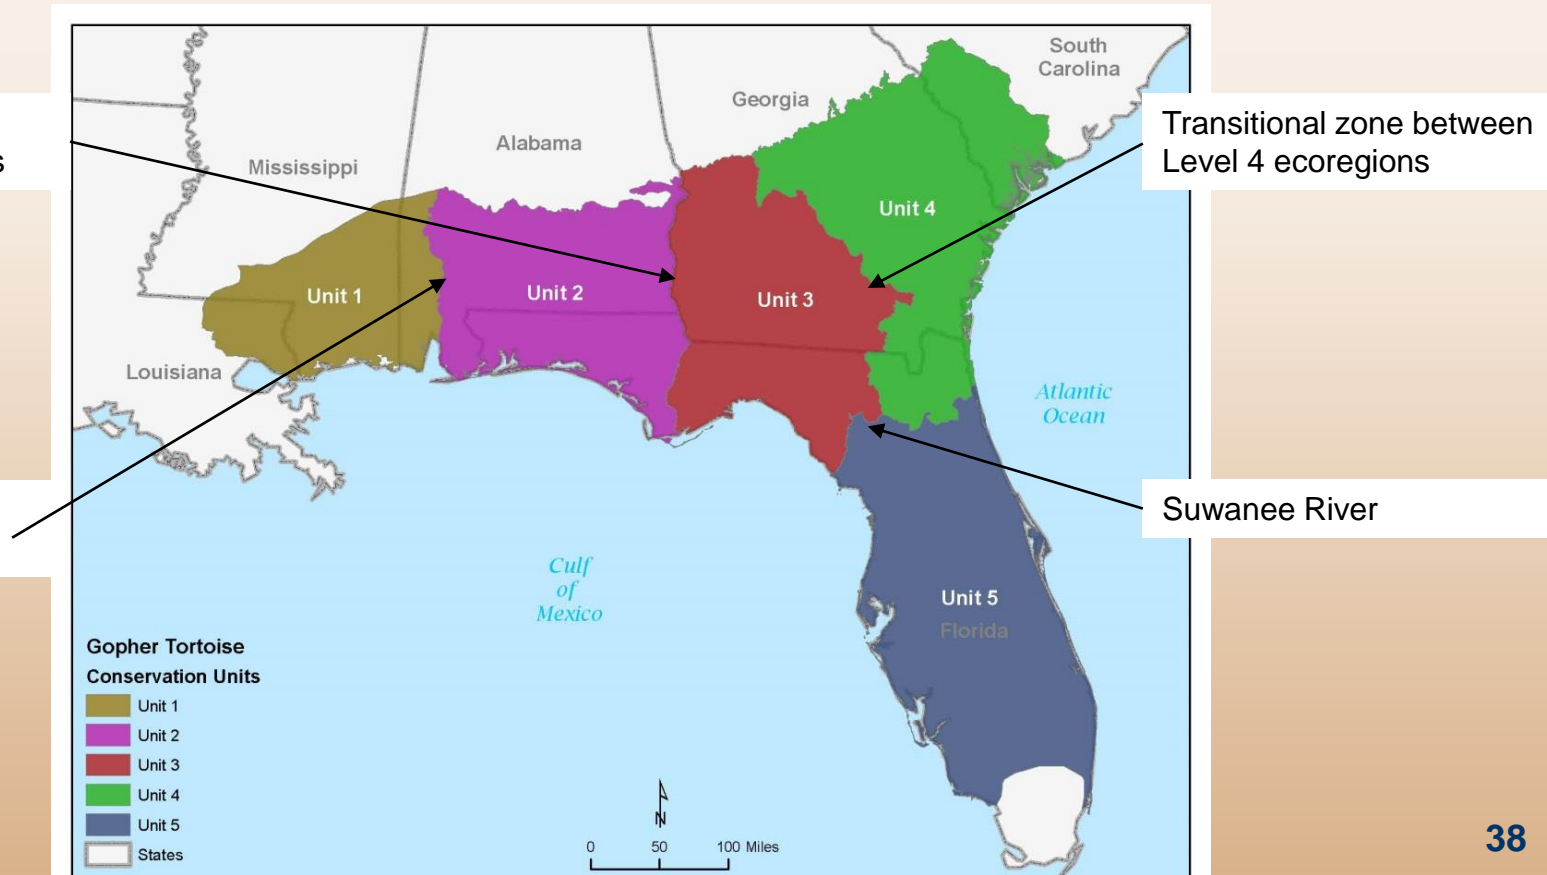 South
Carolina
Georgia
Alabama
Mississippi
s
Transitional zone between
Level 4 ecoregions
Unit 4
Unit 1
Unit 2
Unit 3
Louisiana
Atlantic
Ocean
Suwanee River
Culf
of
Mexico
Unit 5
Florida
Gopher Tortoise
Conservation Units
Unit 1
Unit 2
Unit 3
Unit 4
Unit 5
States
N
0 50 100 Miles
38